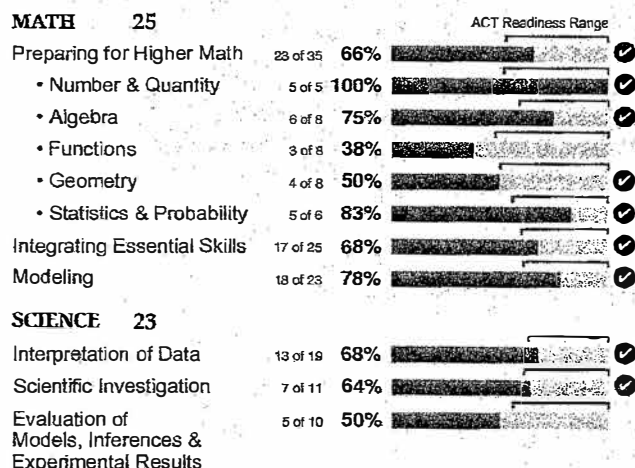 MATH 25
ACT Readiness Range
Preparing for Higher Math 23 of 35 66%
• Number & Quantity 5 of 5 100%
• Algebra 6 of 8 75%
• Functions 3 of 8 38%
• Geometry 4 of 8 50%
• Statistics & Probability 5 of 6 83%
Integrating Essential Skills 17 of 25 68%
Modeling 18 of 23 78%
SCIENCE 23
Interpretation of Data 13 of 19 68%
Scientific Investigation 7 of 11 64%
Evaluation of 5 of 10 50%
Models, Inferences &
Experimental Results